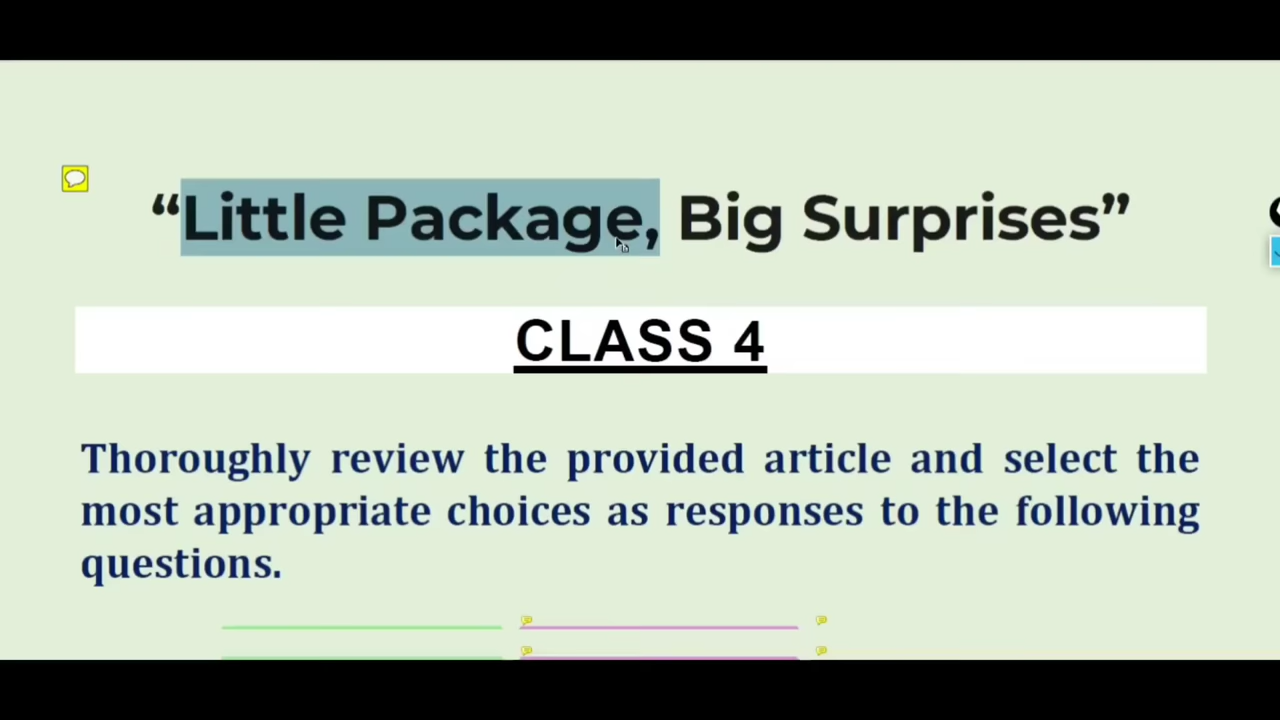 “Little Package, Big Surprises”
CLASS 4
Thoroughly review the provided article and select the
most appropriate choices as responses to the following
questions.